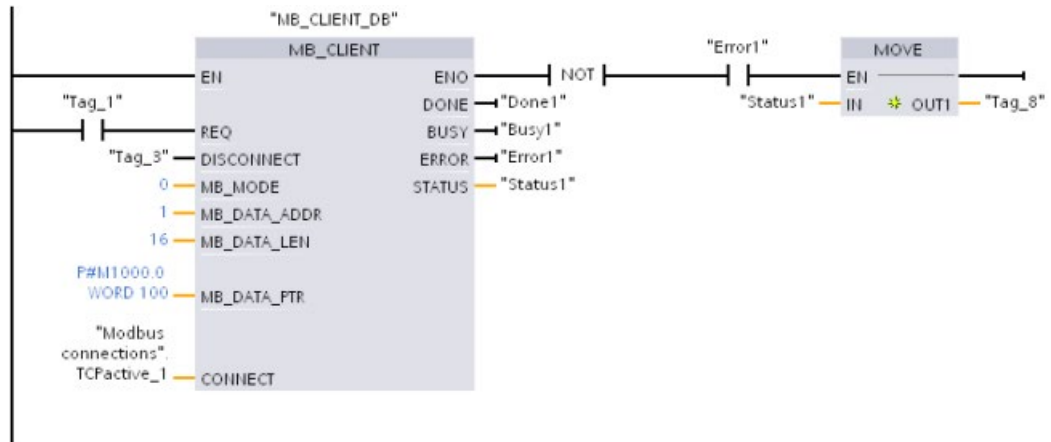 "MB_CLIENT_DB"
MB_CLIENT
"Error1"
MOVE
EN
ENO
NOT
EN
"Tag_1"
DONE
"Done1"
"Status1"
IN
OUT1
"Tag_8"
REQ
BUSY
"Busy1"
"Tag_3"
DISCONNECT
ERROR
"Error1"
0
MB_MODE
STATUS
"Status1"
1
MB_DATA_ADDR
16
MB_DATA_LEN
P#M1000.0
WORD 100
MB_DATA_PTR
"Modbus
connections".
TCPactive_1
CONNECT